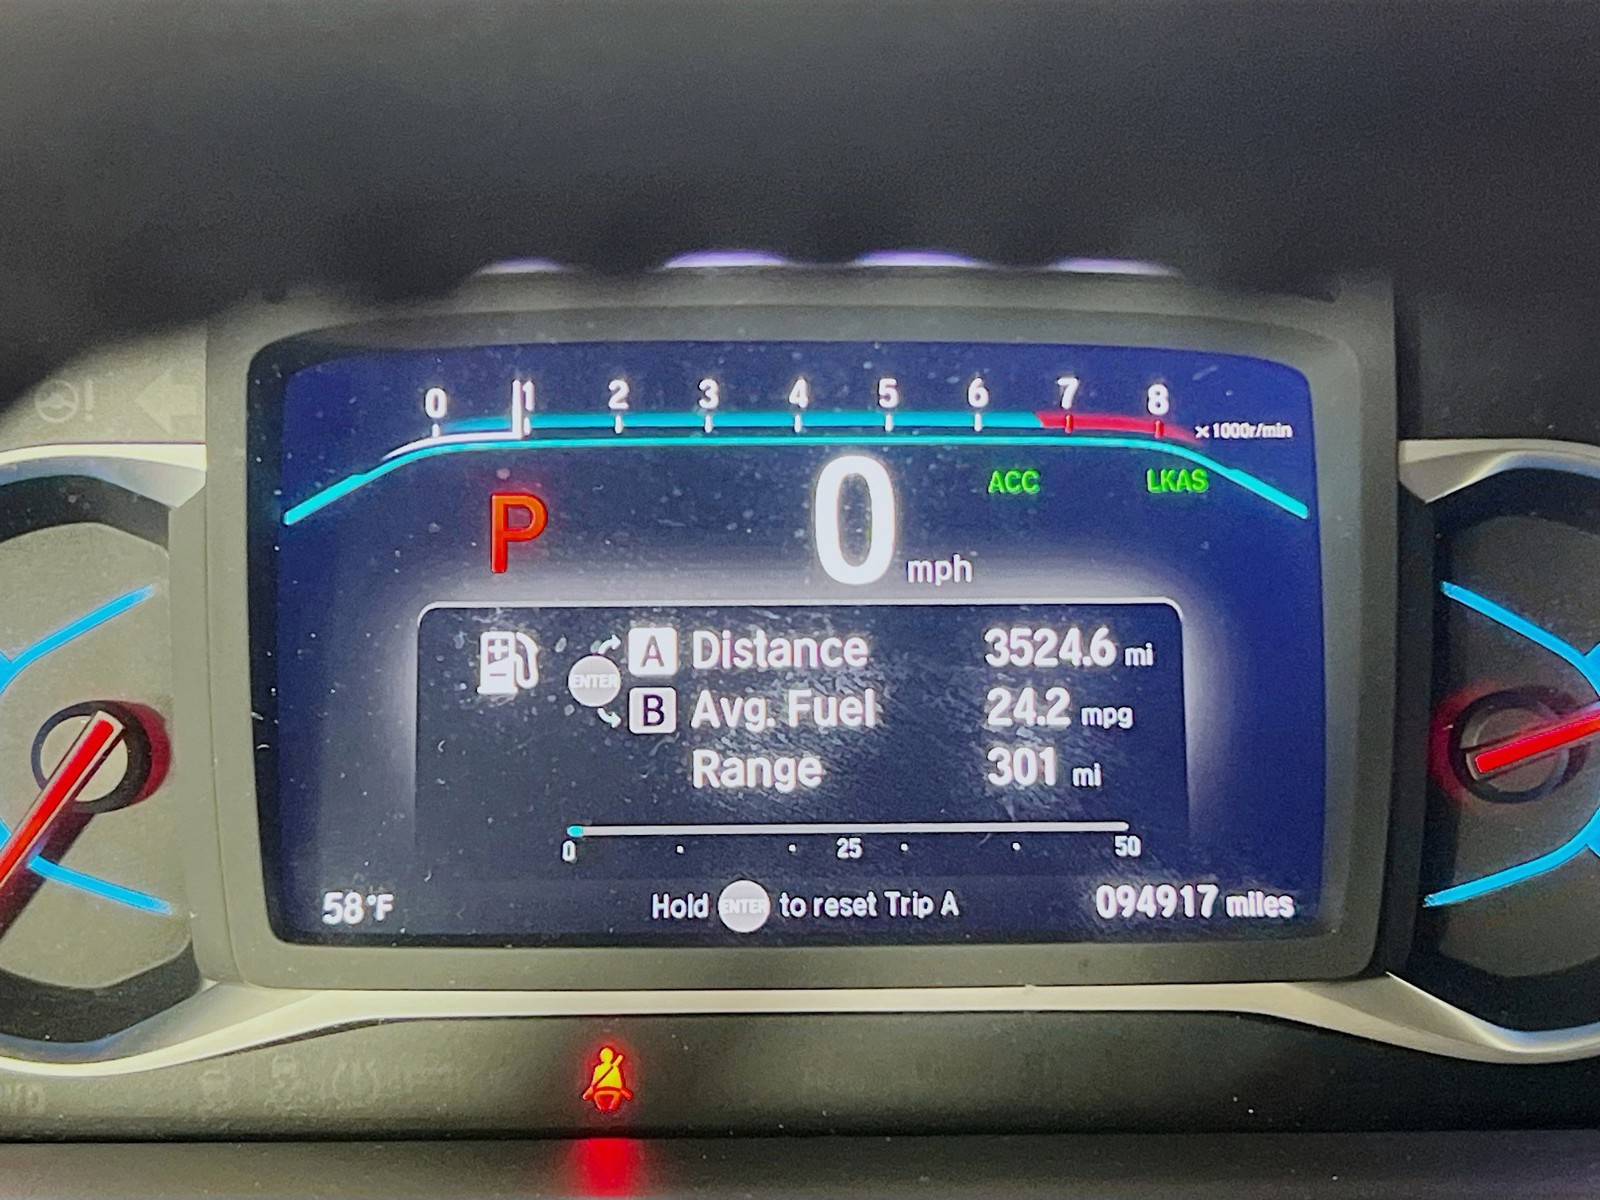 0 1 2 3 4 5 6 7 8
x1000r/min
P 0 mph ACC LKAS
A Distance 3524.6 mi
ENTER
B Avg. Fuel 24.2 mpg
Range 301 mi
0 25 50
58°F Hold ENTER to reset Trip A 094917 miles